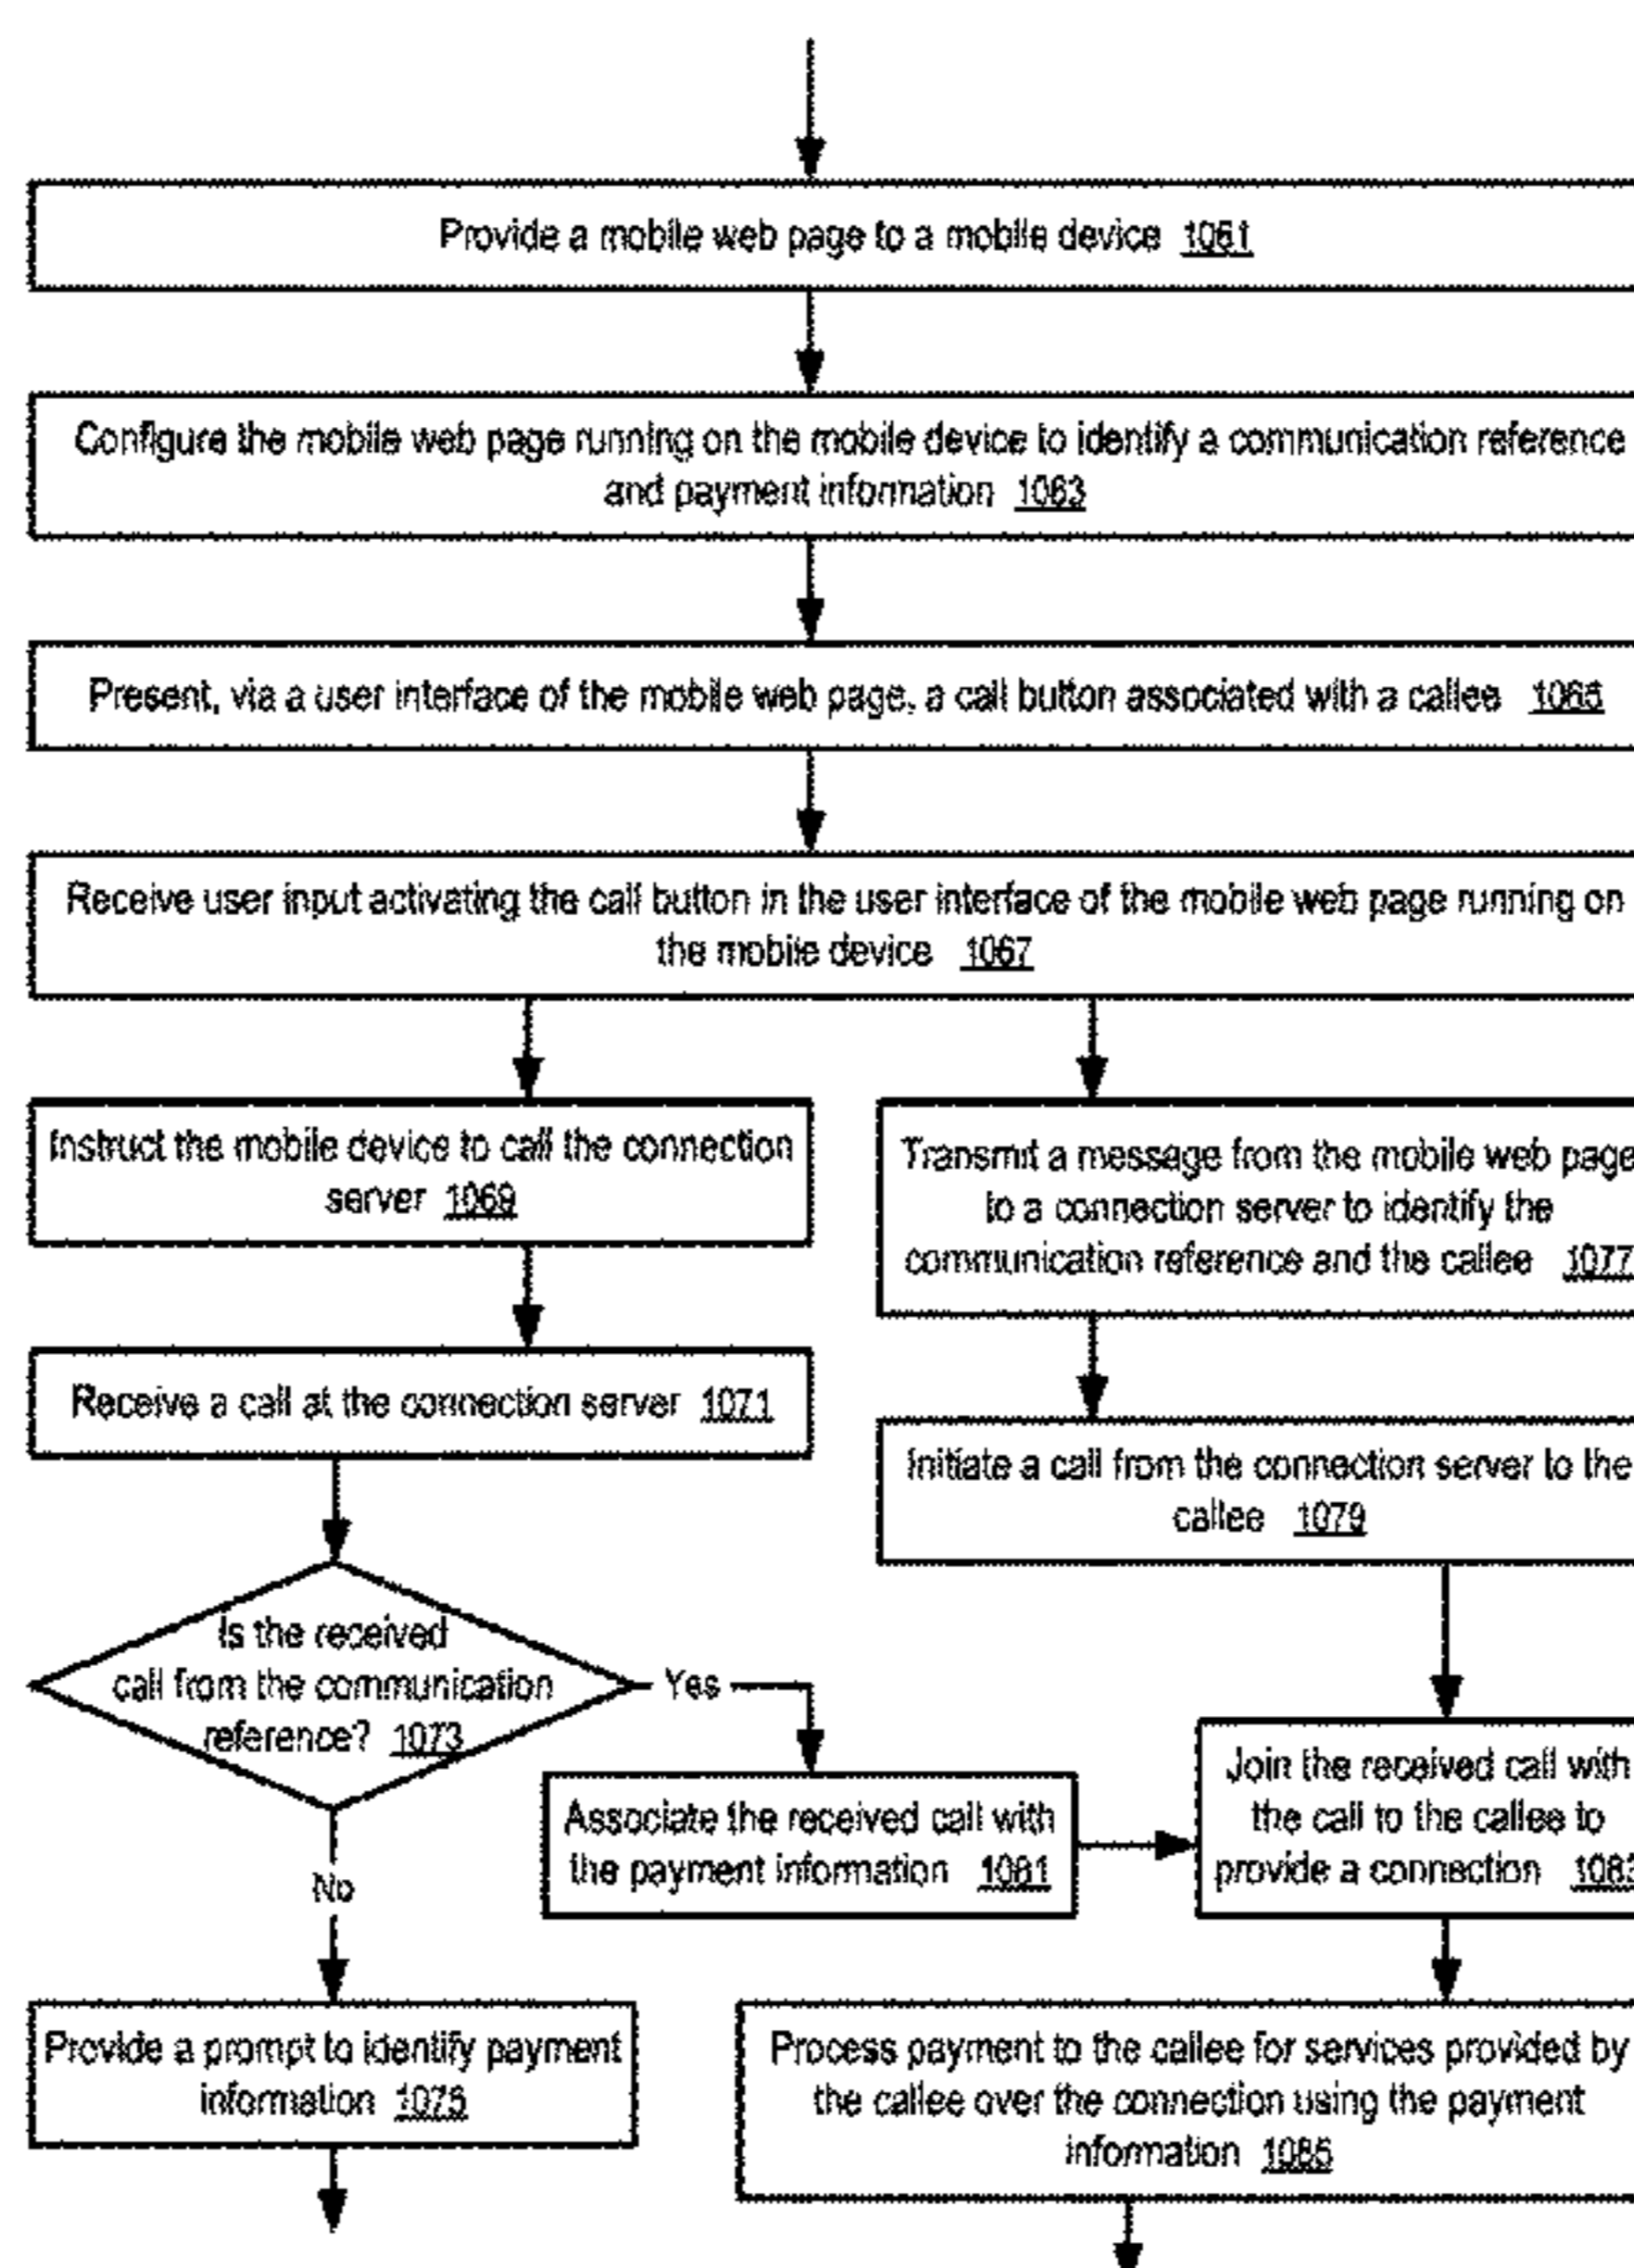 Provide a mobile web page to a mobile device 1061
Configure the mobile web page running on the mobile device to identify a communication reference
and payment information 1063
Present, via a user interface of the mobile web page, a call button associated with a callee 1065
Receive user input activating the call button in the user interface of the mobile web page running on
the mobile device 1067
Instruct the mobile device to call the connection
server 1069
Transmit a message from the mobile web page
to a connection server to identify the
communication reference and the callee 1077
Receive a call at the connection server 1071
Initiate a call from the connection server to the
callee 1079
Is the received
call from the communication
reference? 1073
Yes
No
Associate the received call with
the payment information 1081
Join the received call with
the call to the callee to
provide a connection 1083
Provide a prompt to identify payment
information 1075
Process payment to the callee for services provided by
the callee over the connection using the payment
information 1085